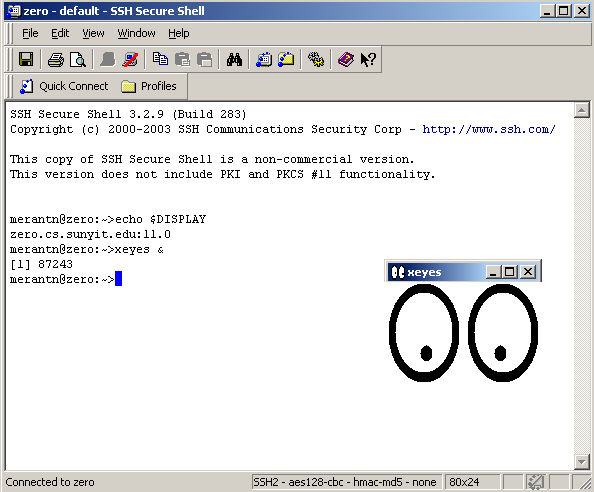 zero - default - SSH Secure Shell
File Edit View Window Help
Quick Connect Profiles
SSH Secure Shell 3.2.9 (Build 283)
Copyright (c) 2000-2003 SSH Communications Security Corp - http://www.ssh.com/
This copy of SSH Secure Shell is a non-commercial version.
This version does not include PKI and PKCS #11 functionality.
merantn@zero:~>echo $DISPLAY
zero.cs.sunyit.edu:11.0
merantn@zero:~>xeyes &
[1] 87243
merantn@zero:~>
xeyes
Connected to zero SSH2 - aes128-cbc - hmac-md5 - none 80x24